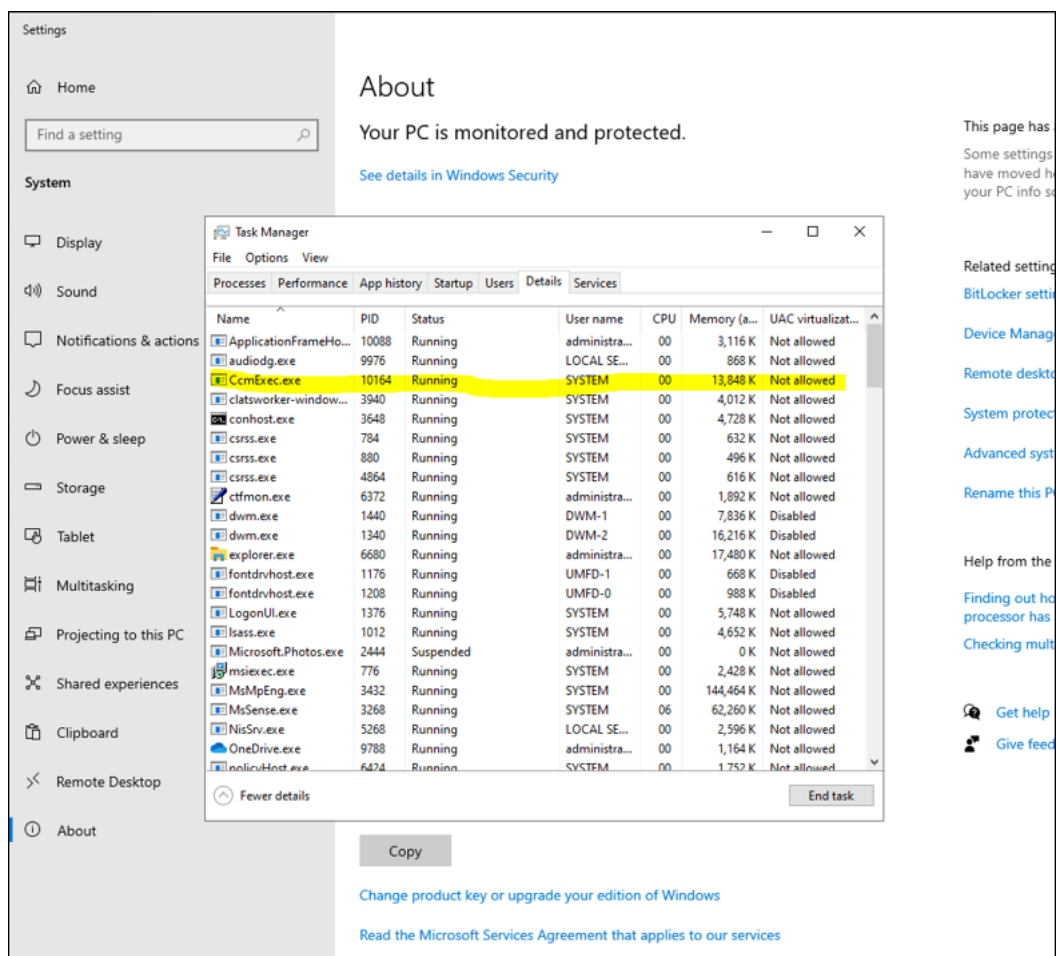 Settings
Home
Find a setting
System
Display
Sound
Notifications & actions
Focus assist
Power & sleep
Storage
Tablet
Multitasking
Projecting to this PC
Shared experiences
Clipboard
Remote Desktop
About
About
Your PC is monitored and protected.
See details in Windows Security
Task Manager
File Options View
Processes Performance App history Startup Users Details Services
Name PID Status User name CPU Memory (a... UAC virtualizat...
ApplicationFrameHo... 10088 Running administra... 00 3,116 K Not allowed
audiodg.exe 9976 Running LOCAL SE... 00 868 K Not allowed
CcmExec.exe 10164 Running SYSTEM 00 13,848 K Not allowed
clatsworker-window... 3940 Running SYSTEM 00 4,012 K Not allowed
conhost.exe 3648 Running SYSTEM 00 4,728 K Not allowed
csrss.exe 784 Running SYSTEM 00 632 K Not allowed
csrss.exe 880 Running SYSTEM 00 496 K Not allowed
csrss.exe 4864 Running SYSTEM 00 616 K Not allowed
ctfmon.exe 6372 Running administra... 00 1,892 K Not allowed
dwm.exe 1440 Running DWM-1 00 7,836 K Disabled
dwm.exe 1340 Running DWM-2 00 16,216 K Disabled
explorer.exe 6680 Running administra... 00 17,480 K Not allowed
fontdrvhost.exe 1176 Running UMFD-1 00 668 K Disabled
fontdrvhost.exe 1208 Running UMFD-0 00 988 K Disabled
LogonUI.exe 1376 Running SYSTEM 00 5,748 K Not allowed
lsass.exe 1012 Running SYSTEM 00 4,652 K Not allowed
Microsoft.Photos.exe 2444 Suspended administra... 00 0 K Not allowed
msiexec.exe 776 Running SYSTEM 00 2,428 K Not allowed
MsMpEng.exe 3432 Running SYSTEM 00 144,464 K Not allowed
MsSense.exe 3268 Running SYSTEM 06 62,260 K Not allowed
NisSrv.exe 5268 Running LOCAL SE... 00 2,596 K Not allowed
OneDrive.exe 9788 Running administra... 00 1,164 K Not allowed
policyHost.exe 6424 Running SYSTEM 00 1,752 K Not allowed
Fewer details End task
Copy
Change product key or upgrade your edition of Windows
Read the Microsoft Services Agreement that applies to our services
This page has
Some settings
have moved h
your PC info s
Related setting
BitLocker setti
Device Manag
Remote deskto
System protec
Advanced syst
Rename this P
Help from the
Finding out ho
processor has
Checking mult
Get help
Give feed